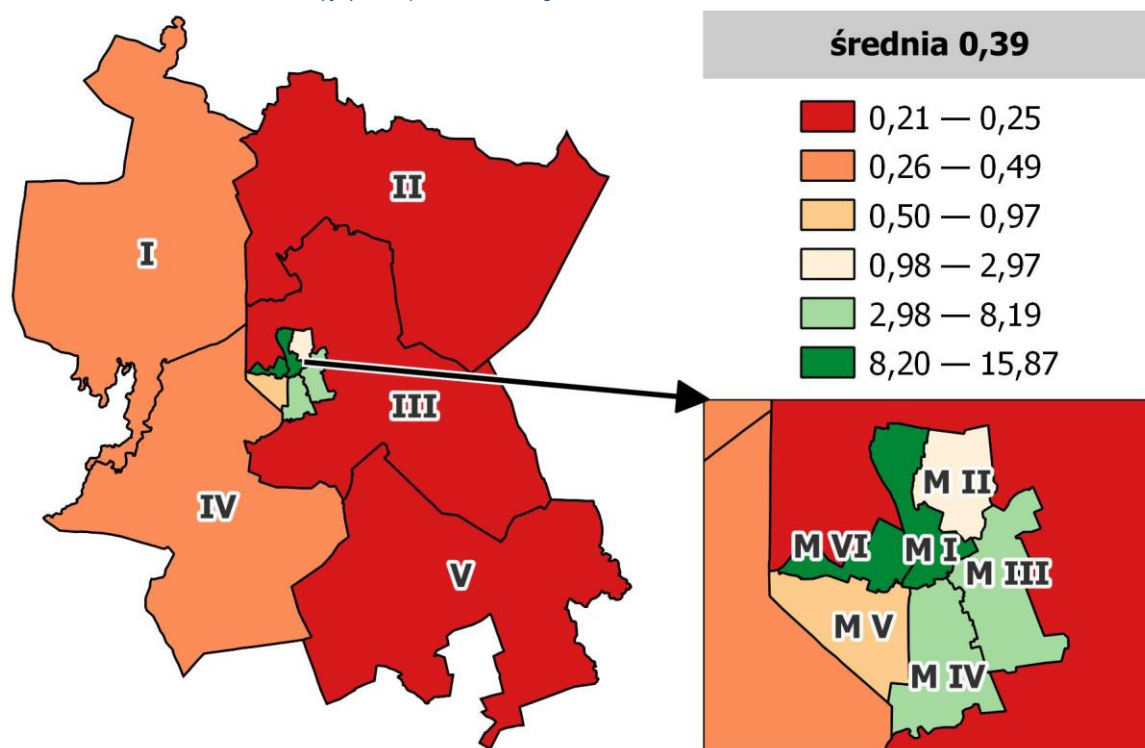 średnia 0,39
0,21 — 0,25
0,26 — 0,49
0,50 — 0,97
0,98 — 2,97
2,98 — 8,19
8,20 — 15,87
I
II
III
IV
V
M II
M VI
M I
M III
M V
M IV